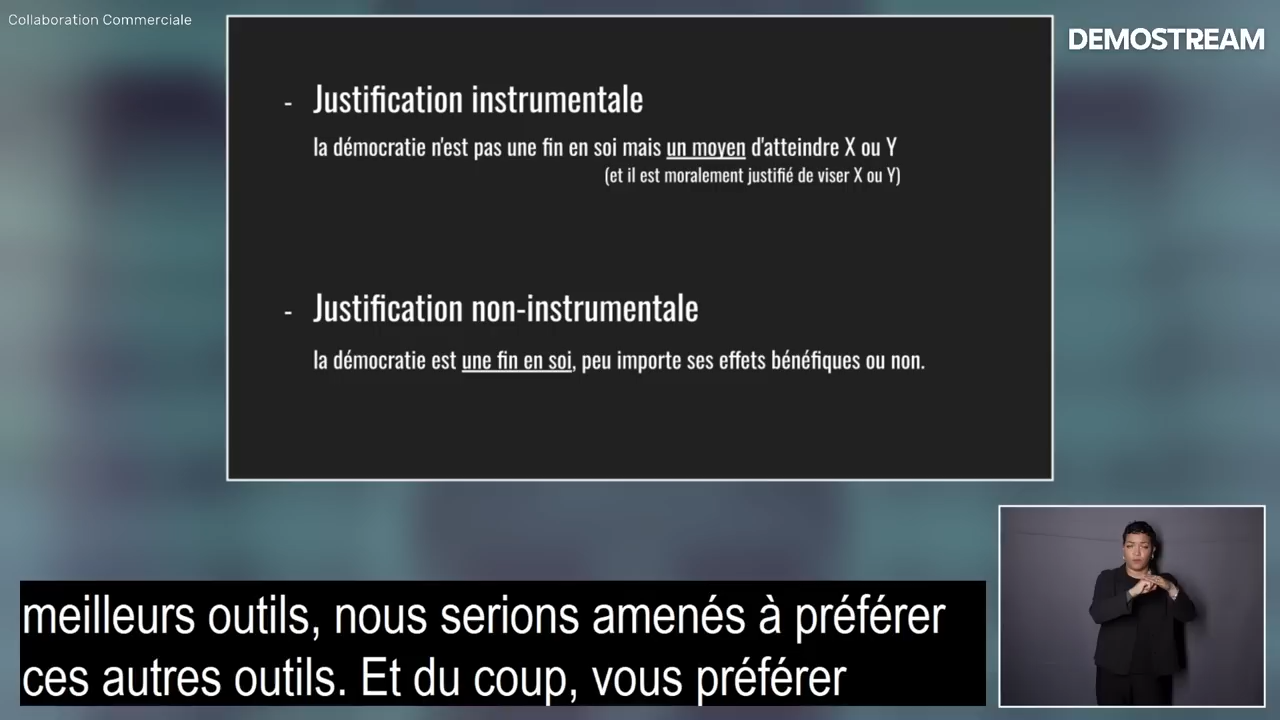 Collaboration Commerciale
DEMOSTREAM
- Justification instrumentale
la démocratie n'est pas une fin en soi mais un moyen d'atteindre X ou Y
(et il est moralement justifié de viser X ou Y)
- Justification non-instrumentale
la démocratie est une fin en soi, peu importe ses effets bénéfiques ou non.
meilleurs outils, nous serions amenés à préférer
ces autres outils. Et du coup, vous préférer